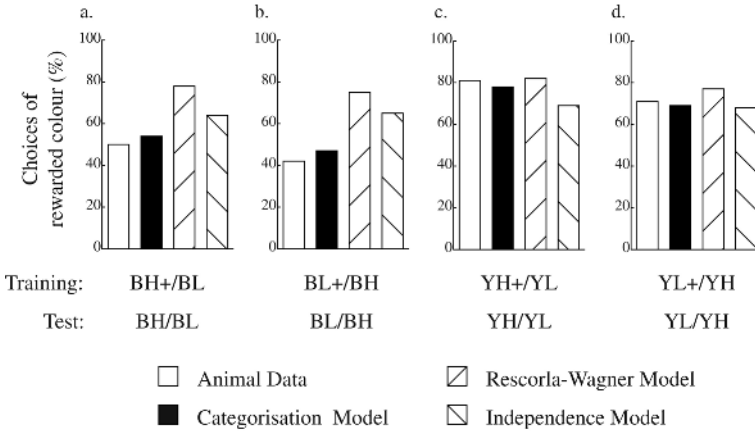 a. b. c. d.
Choices of
rewarded colour (%)
100 100 100 100
80 80 80 80
60 60 60 60
40 40 40 40
20 20 20 20
0 0 0 0
Training: BH+/BL BL+/BH YH+/YL YL+/YH
Test: BH/BL BL/BH YH/YL YL/YH
Animal Data Rescorla-Wagner Model
Categorisation Model Independence Model